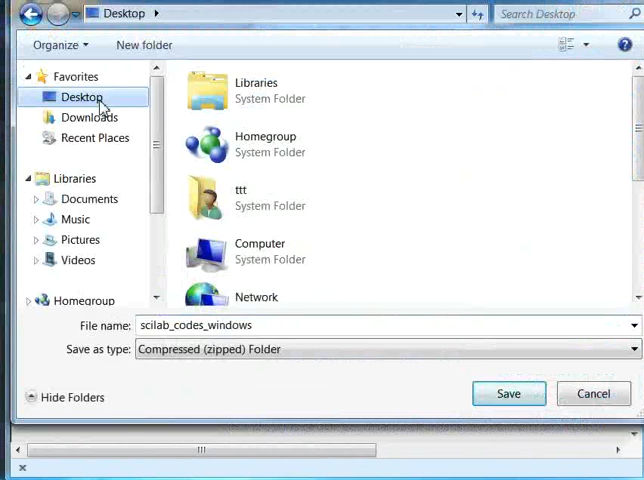 Desktop
Search Desktop
Organize
New folder
Favorites
Desktop
Downloads
Recent Places
Libraries
Documents
Music
Pictures
Videos
Homegroup
Libraries
System Folder
Homegroup
System Folder
ttt
System Folder
Computer
System Folder
Network
File name: scilab_codes_windows
Save as type: Compressed (zipped) Folder
Hide Folders
Save
Cancel